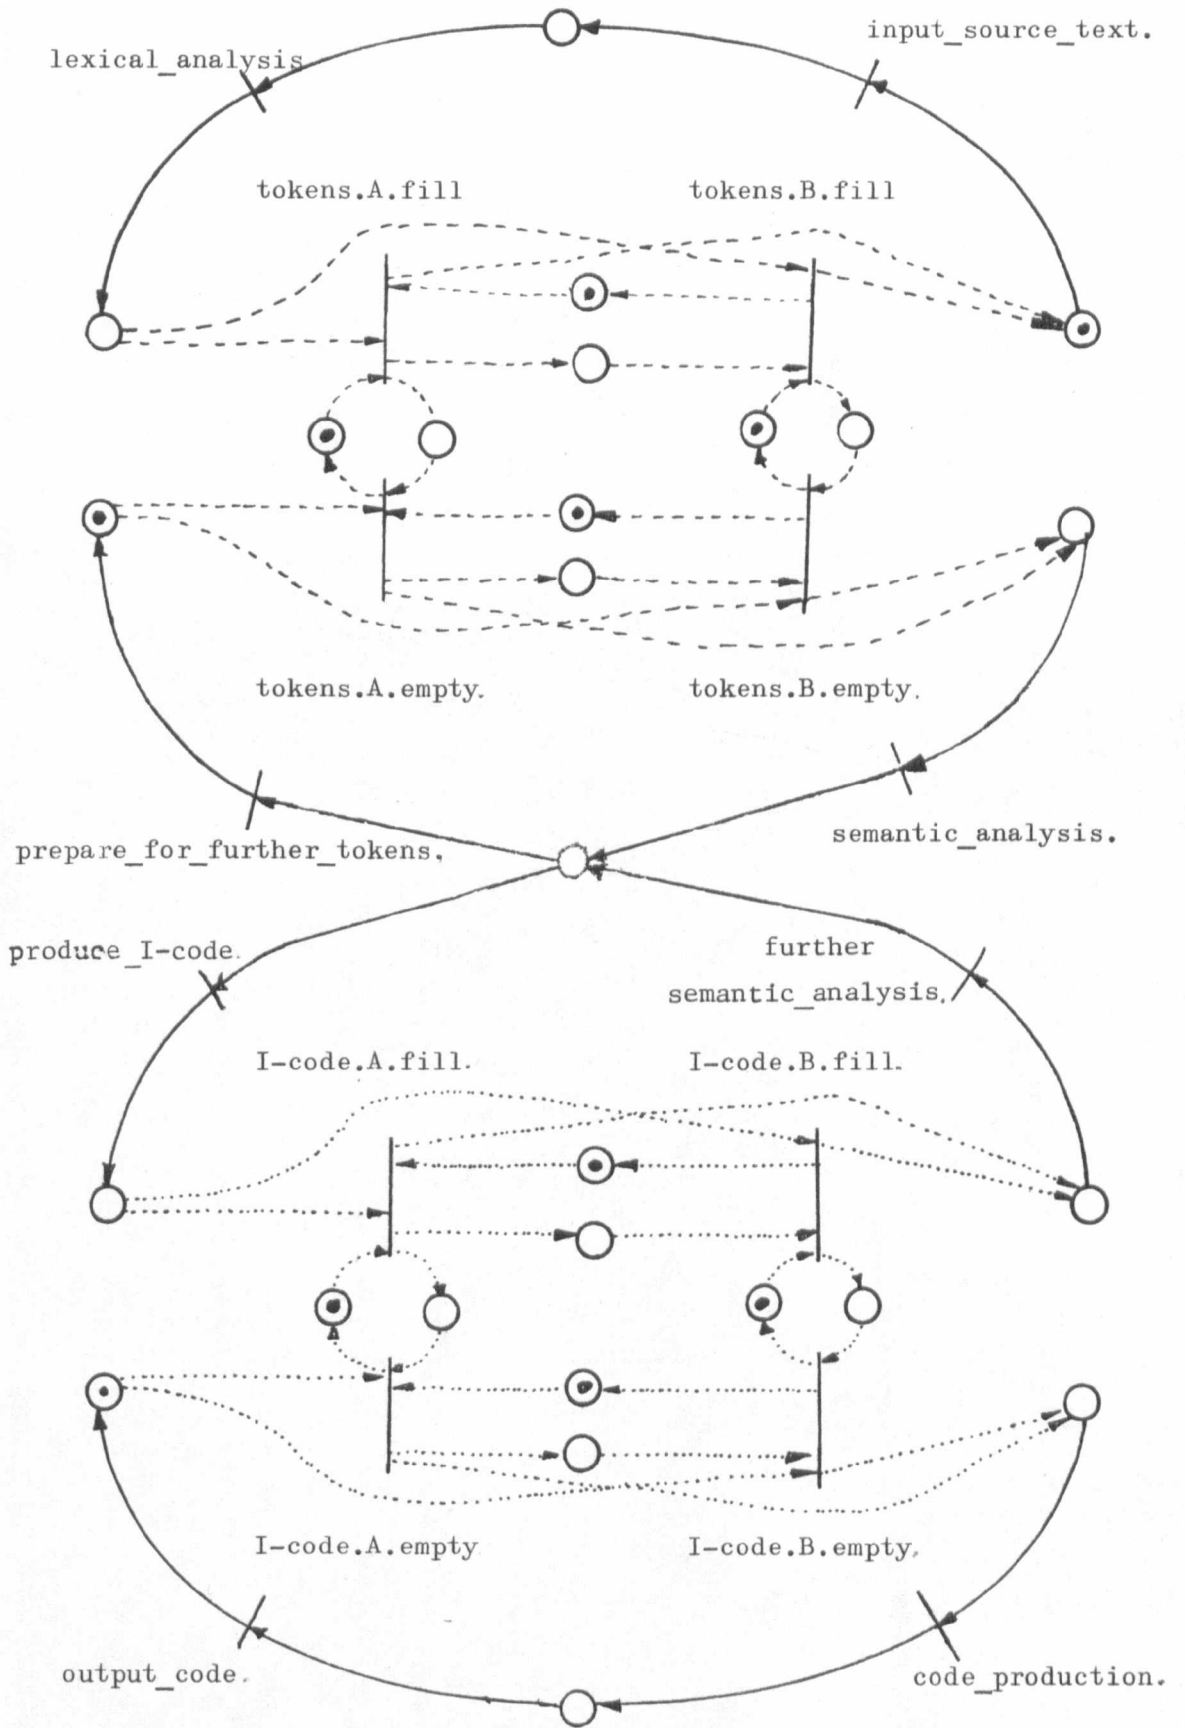 input_source_text.
lexical_analysis
tokens.A.fill
tokens.B.fill
tokens.A.empty.
tokens.B.empty.
semantic_analysis.
prepare_for_further_tokens.
produce_I-code.
further
semantic_analysis.
I-code.A.fill.
I-code.B.fill.
I-code.A.empty
I-code.B.empty.
output_code.
code_production.